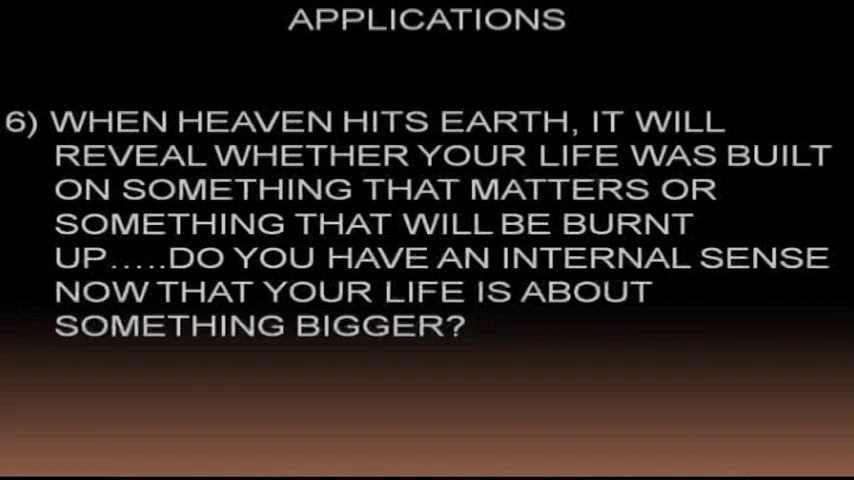 APPLICATIONS
6) WHEN HEAVEN HITS EARTH, IT WILL
REVEAL WHETHER YOUR LIFE WAS BUILT
ON SOMETHING THAT MATTERS OR
SOMETHING THAT WILL BE BURNT
UP…..DO YOU HAVE AN INTERNAL SENSE
NOW THAT YOUR LIFE IS ABOUT
SOMETHING BIGGER?